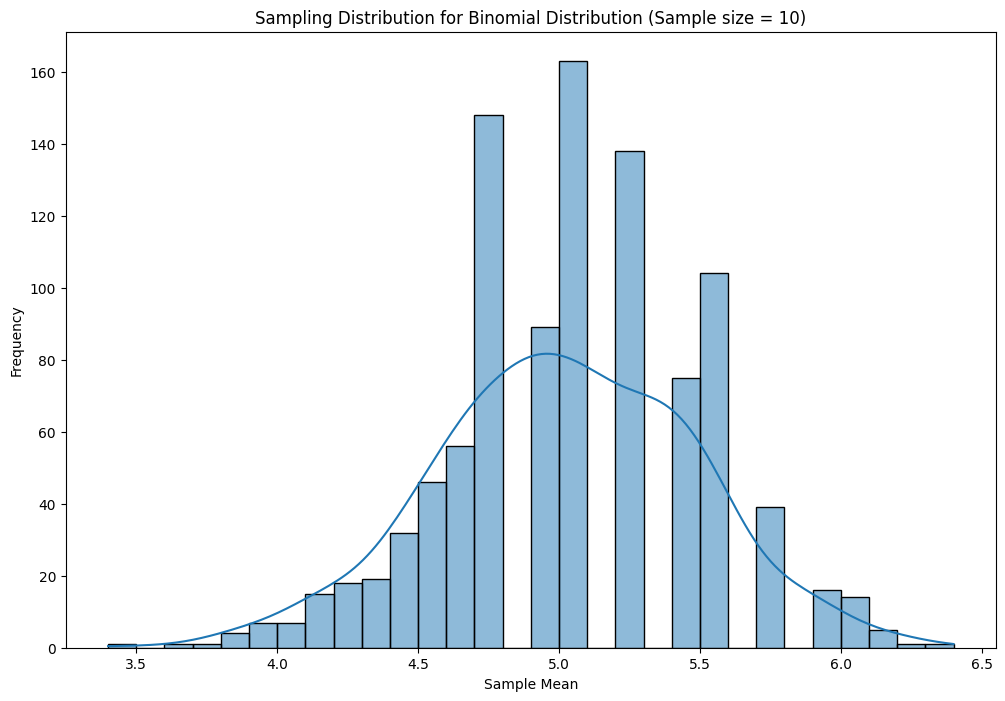 Sampling Distribution for Binomial Distribution (Sample size = 10)
160
140
120
100
80
60
40
20
0
Frequency
3.5 4.0 4.5 5.0 5.5 6.0 6.5
Sample Mean